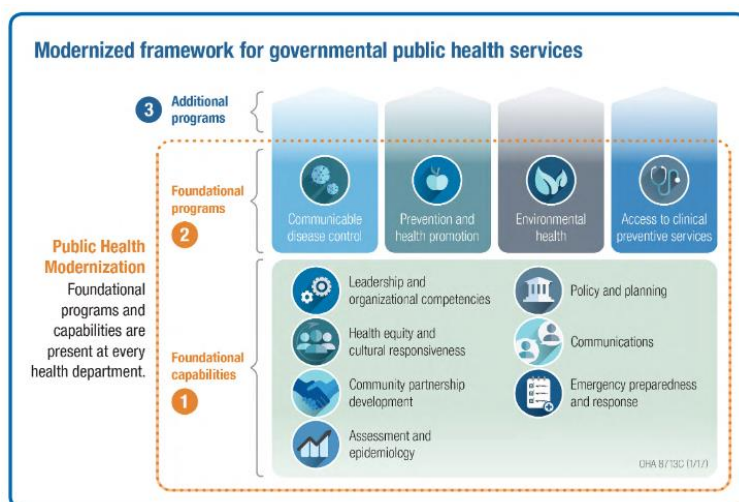 Modernized framework for governmental public health services
3
Additional
programs
Foundational
programs
2
Communicable
disease control
Prevention and
health promotion
Environmental
health
Access to clinical
preventive services
Public Health
Modernization
Foundational
programs and
capabilities are
present at every
health department.
Foundational
capabilities
1
Leadership and
organizational competencies
Health equity and
cultural responsiveness
Community partnership
development
Assessment and
epidemiology
Policy and planning
Communications
Emergency preparedness
and response
OHA 8713C (1/17)